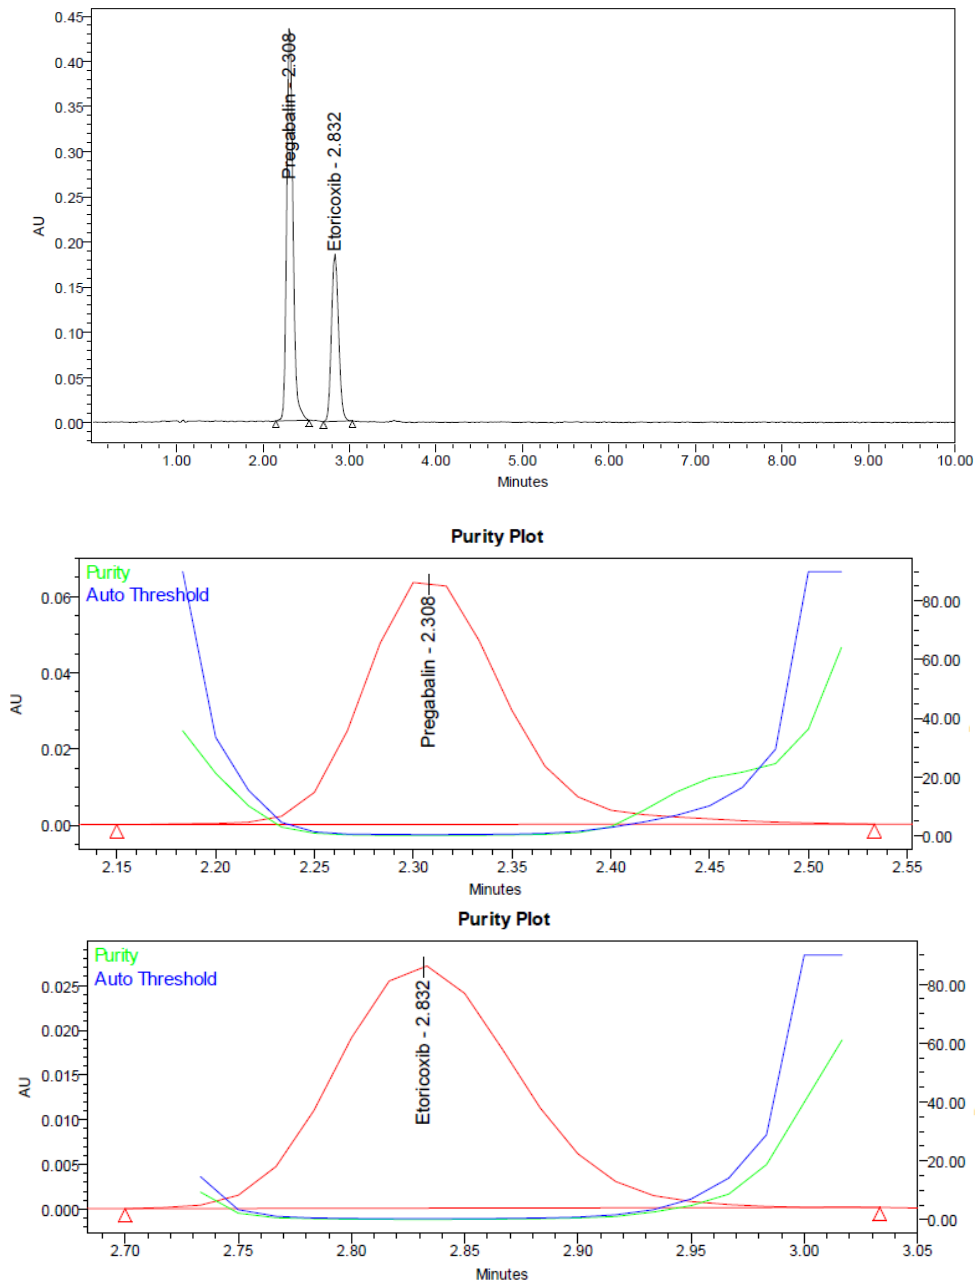 0.45
0.40
0.35
0.30
0.25
0.20
0.15
0.10
0.05
0.00
AU
Pregabalin - 2.308
Etoricoxib - 2.832
1.00 2.00 3.00 4.00 5.00 6.00 7.00 8.00 9.00 10.00
Minutes
Purity Plot
Purity
Auto Threshold
0.06
0.04
0.02
0.00
AU
Pregabalin - 2.308
80.00
60.00
40.00
20.00
0.00
2.15 2.20 2.25 2.30 2.35 2.40 2.45 2.50 2.55
Minutes
Purity Plot
Purity
Auto Threshold
0.025
0.020
0.015
0.010
0.005
0.000
AU
Etoricoxib - 2.832
80.00
60.00
40.00
20.00
0.00
2.70 2.75 2.80 2.85 2.90 2.95 3.00 3.05
Minutes